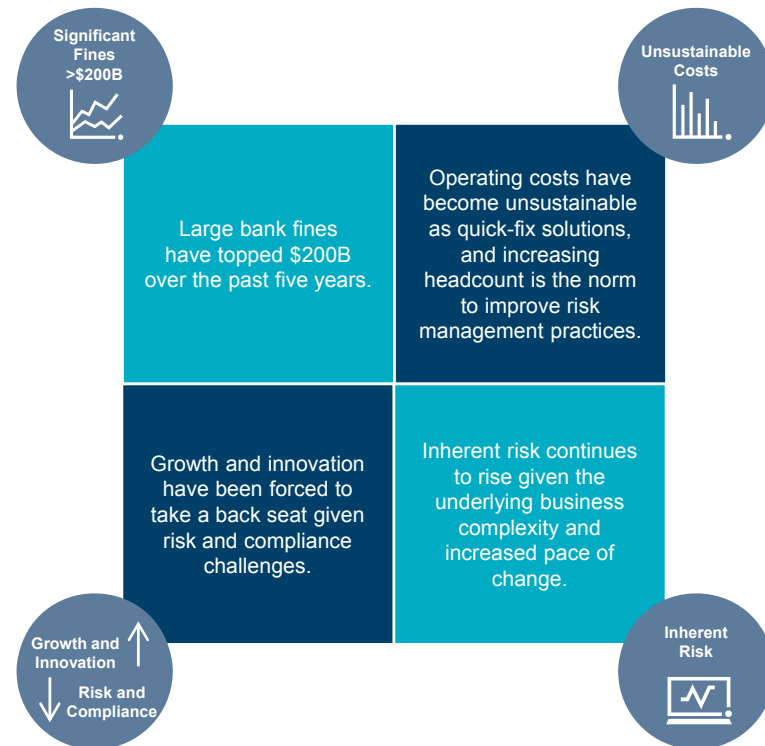 Significant
Fines
>$200B
Unsustainable
Costs
Large bank fines
have topped $200B
over the past five years.
Operating costs have
become unsustainable
as quick-fix solutions,
and increasing
headcount is the norm
to improve risk
management practices.
Growth and innovation
have been forced to
take a back seat given
risk and compliance
challenges.
Inherent risk continues
to rise given the
underlying business
complexity and
increased pace of
change.
Growth and
Innovation
Risk and
Compliance
Inherent
Risk